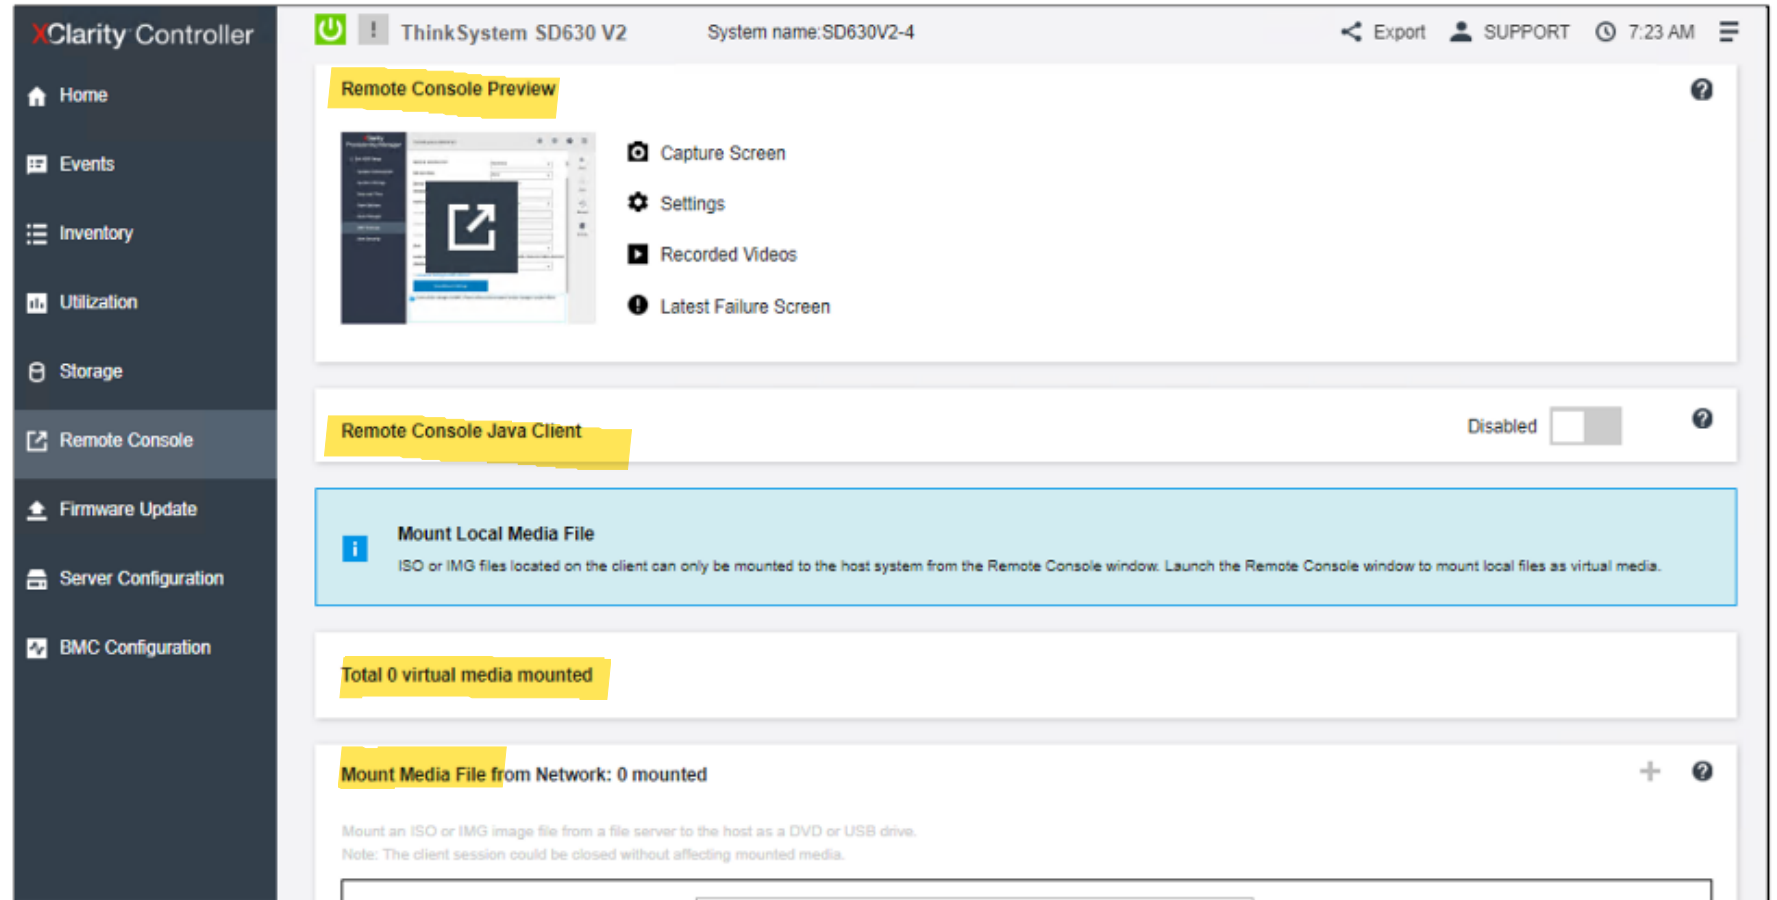 XClarity Controller
ThinkSystem SD630 V2
System name:SD630V2-4
Export
SUPPORT
7:23 AM
Home
Events
Inventory
Utilization
Storage
Remote Console
Firmware Update
Server Configuration
BMC Configuration
Remote Console Preview
Capture Screen
Settings
Recorded Videos
Latest Failure Screen
Remote Console Java Client
Disabled
Mount Local Media File
ISO or IMG files located on the client can only be mounted to the host system from the Remote Console window. Launch the Remote Console window to mount local files as virtual media.
Total 0 virtual media mounted
Mount Media File from Network: 0 mounted
Mount an ISO or IMG image file from a file server to the host as a DVD or USB drive.
Note: The client session could be closed without affecting mounted media.